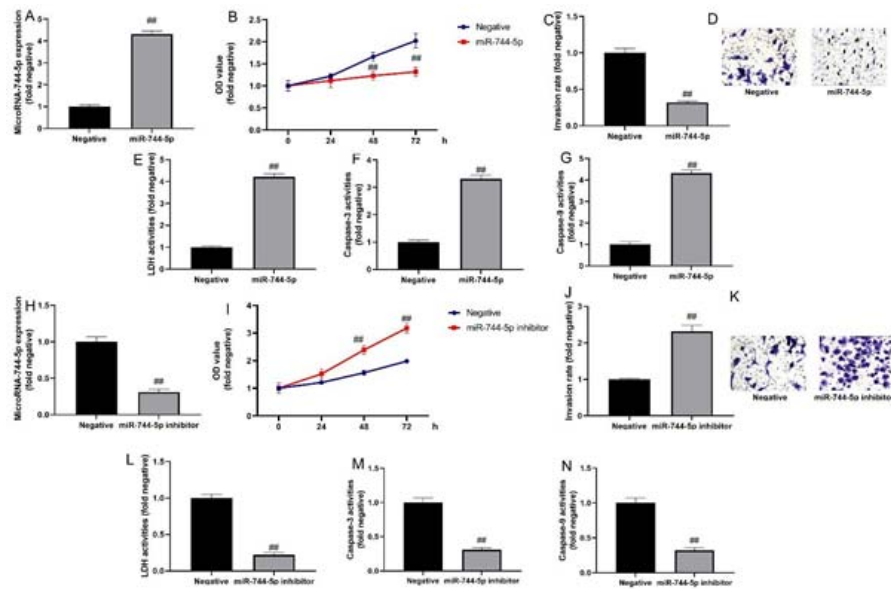 A
MicroRNA-744-5p expression
(fold negative)
5
4
3
2
1
0
##
Negative
miR-744-5p
B
OD value
(fold negative)
2.5
2.0
1.5
1.0
0.5
0.0
Negative
miR-744-5p
##
##
0
24
48
72
h
C
Invasion rate (fold negative)
1.5
1.0
0.5
0.0
##
Negative
miR-744-5p
D
Negative
miR-744-5p
E
LDH activities (fold negative)
5
4
3
2
1
0
##
Negative
miR-744-5p
F
Caspase-3 activities
(fold negative)
4
3
2
1
0
##
Negative
miR-744-5p
G
Caspase-9 activities
(fold negative)
5
4
3
2
1
0
##
Negative
miR-744-5p
H
MicroRNA-744-5p expression
(fold negative)
1.5
1.0
0.5
0.0
##
Negative
miR-744-5p inhibitor
I
OD value
(fold negative)
4
3
2
1
0
Negative
miR-744-5p inhibitor
##
##
0
24
48
72
h
J
Invasion rate (fold negative)
3
2
1
0
##
Negative
miR-744-5p inhibitor
K
Negative
miR-744-5p inhibitor
L
LDH activities (fold negative)
1.5
1.0
0.5
0.0
##
Negative
miR-744-5p inhibitor
M
Caspase-3 activities
(fold negative)
1.5
1.0
0.5
0.0
##
Negative
miR-744-5p inhibitor
N
Caspase-9 activities
(fold negative)
1.5
1.0
0.5
0.0
##
Negative
miR-744-5p inhibitor